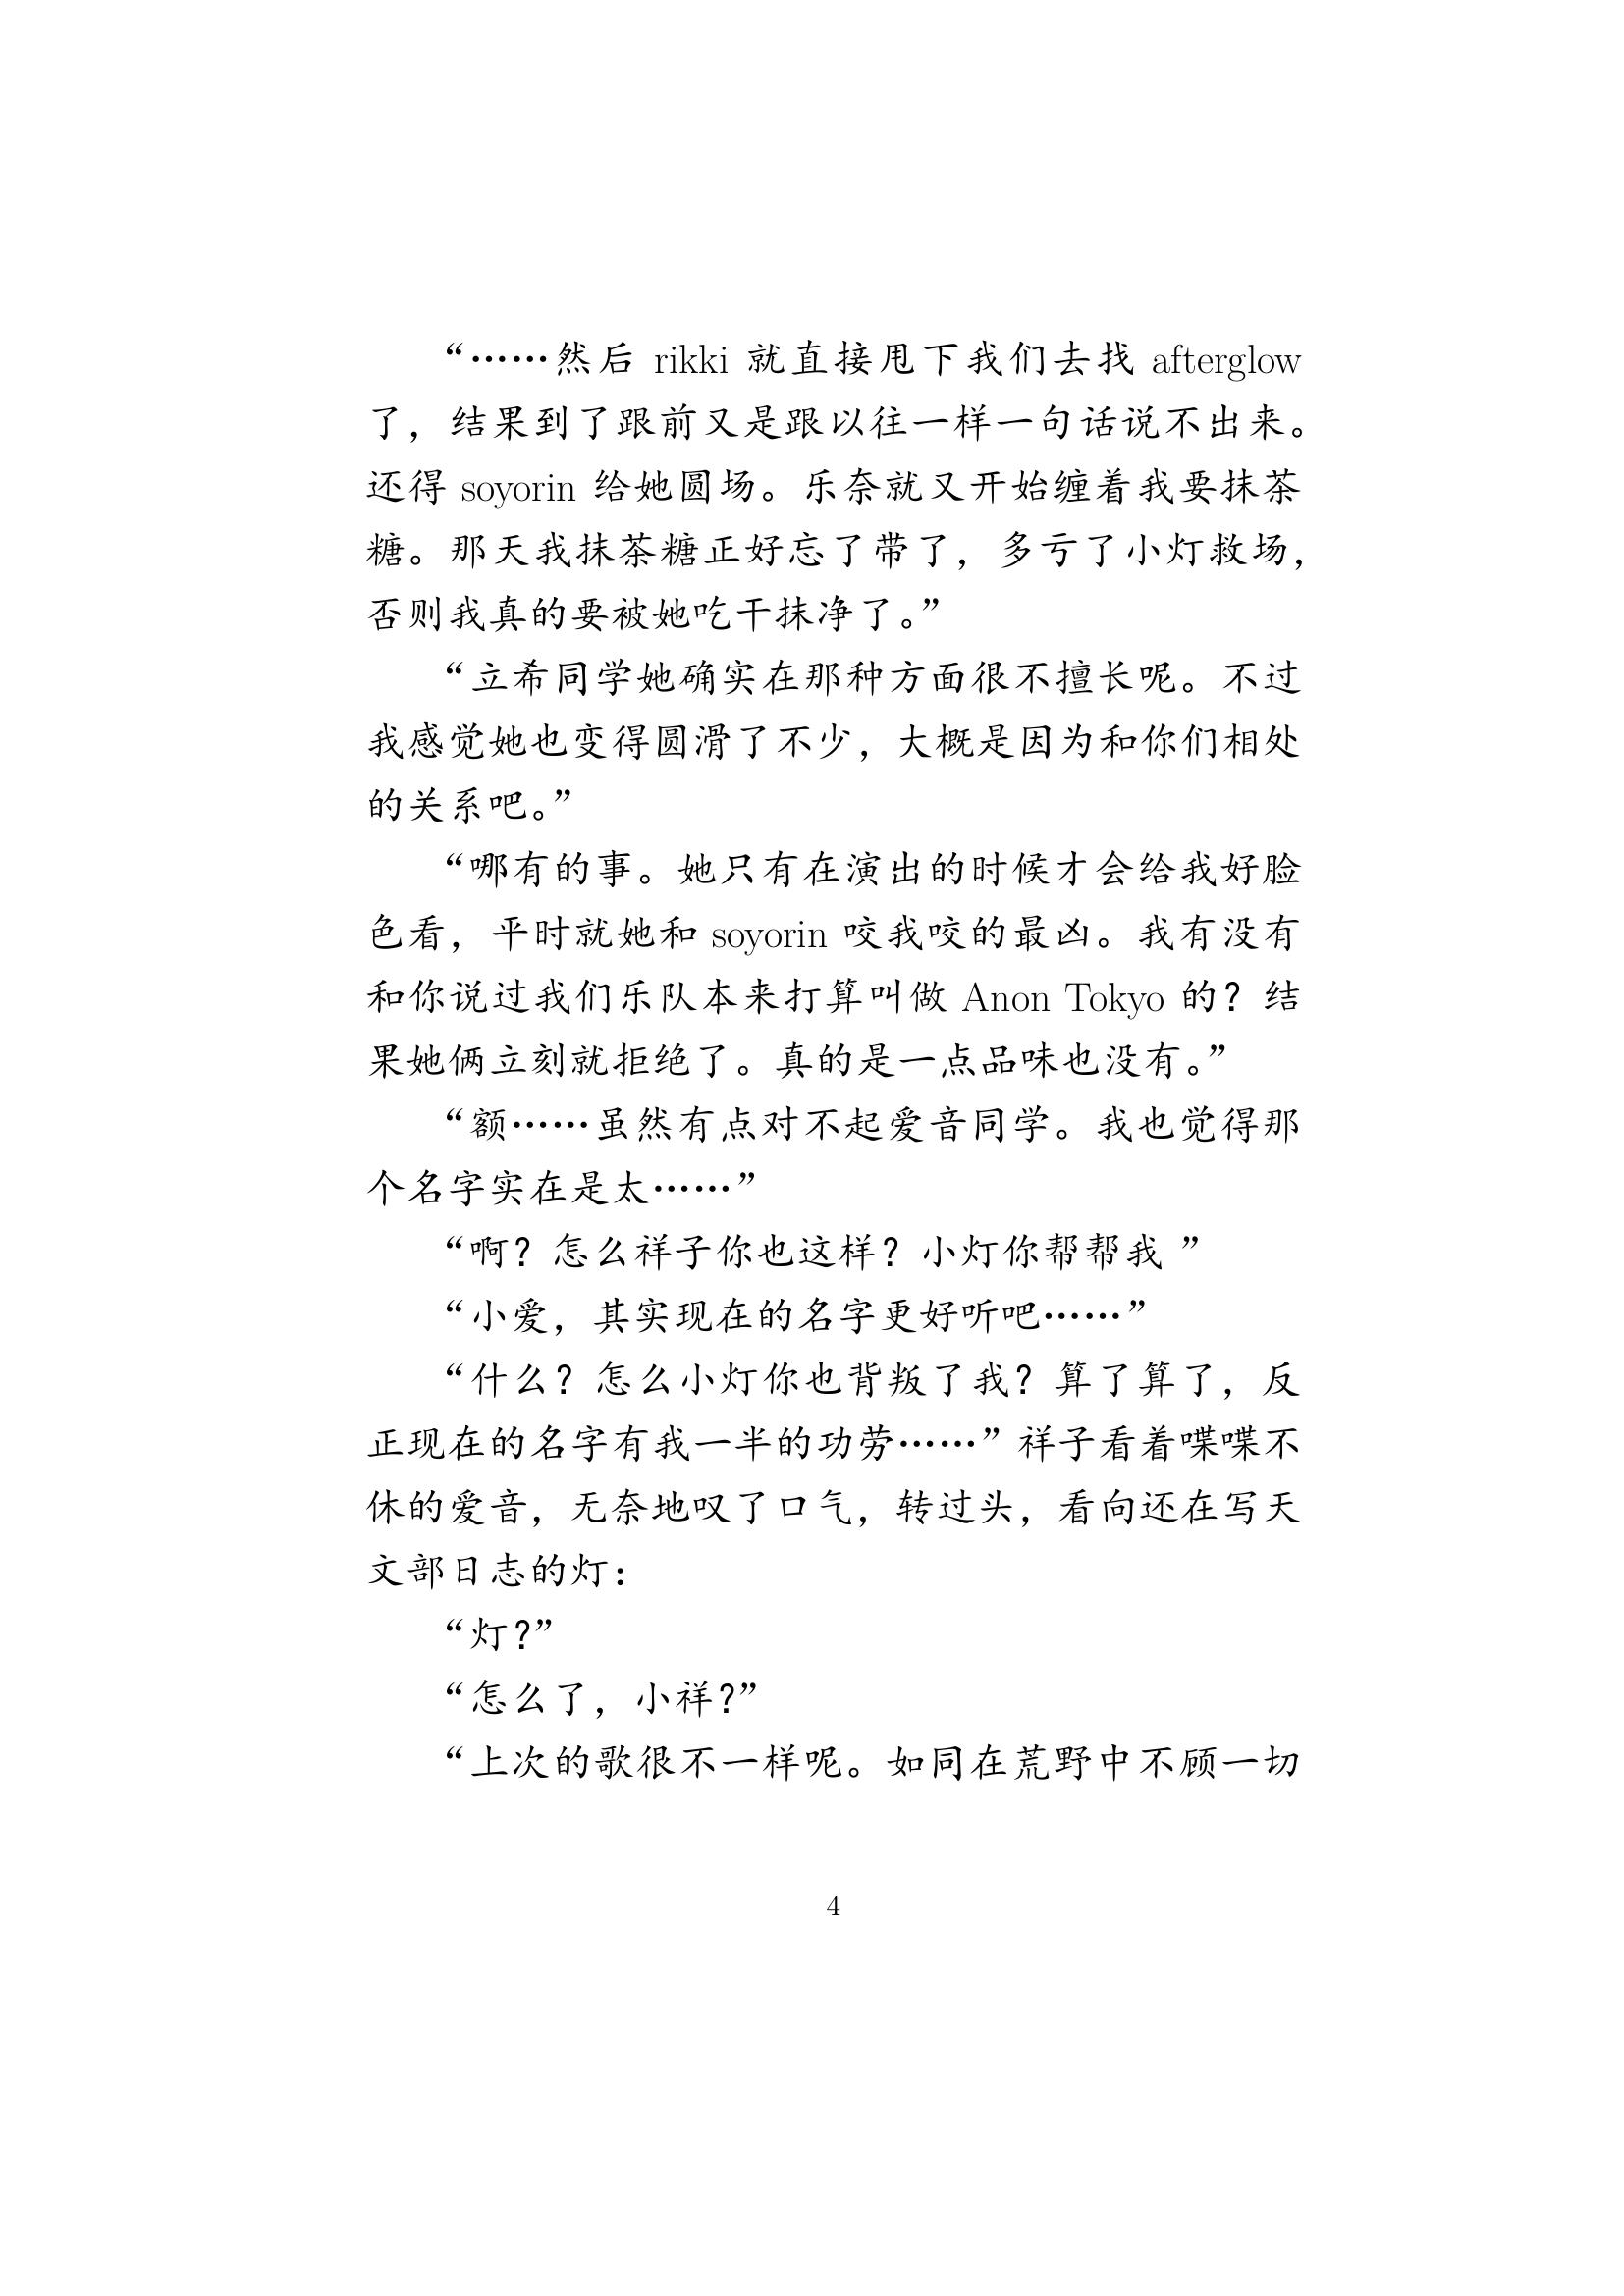 “……然后 rikki 就直接甩下我们去找 afterglow
了，结果到了跟前又是跟以往一样一句话说不出来。
还得 soyorin 给她圆场。乐奈就又开始缠着我要抹茶
糖。那天我抹茶糖正好忘了带了，多亏了小灯救场，
否则我真的要被她吃干抹净了。”
“立希同学她确实在那种方面很不擅长呢。不过
我感觉她也变得圆滑了不少，大概是因为和你们相处
的关系吧。”
“哪有的事。她只有在演出的时候才会给我好脸
色看，平时就她和 soyorin 咬我咬的最凶。我有没有
和你说过我们乐队本来打算叫做 Anon Tokyo 的？结
果她俩立刻就拒绝了。真的是一点品味也没有。”
“额……虽然有点对不起爱音同学。我也觉得那
个名字实在是太……”
“啊？怎么祥子你也这样？小灯你帮帮我 ”
“小爱，其实现在的名字更好听吧……”
“什么？怎么小灯你也背叛了我？算了算了，反
正现在的名字有我一半的功劳……”祥子看着喋喋不
休的爱音，无奈地叹了口气，转过头，看向还在写天
文部日志的灯：
“灯？”
“怎么了，小祥？”
“上次的歌很不一样呢。如同在荒野中不顾一切
4